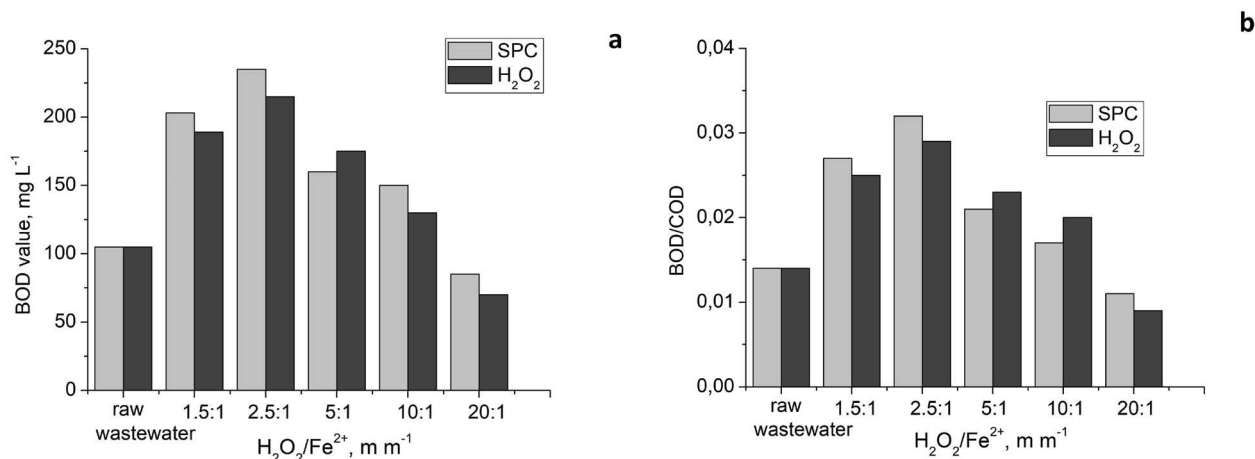 a
SPC
H₂O₂
250
200
150
100
50
0
BOD value, mg L⁻¹
raw
wastewater
1.5:1
2.5:1
5:1
10:1
20:1
H₂O₂/Fe²⁺, m m⁻¹
b
SPC
H₂O₂
0,04
0,03
0,02
0,01
0,00
BOD/COD
raw
wastewater
1.5:1
2.5:1
5:1
10:1
20:1
H₂O₂/Fe²⁺, m m⁻¹